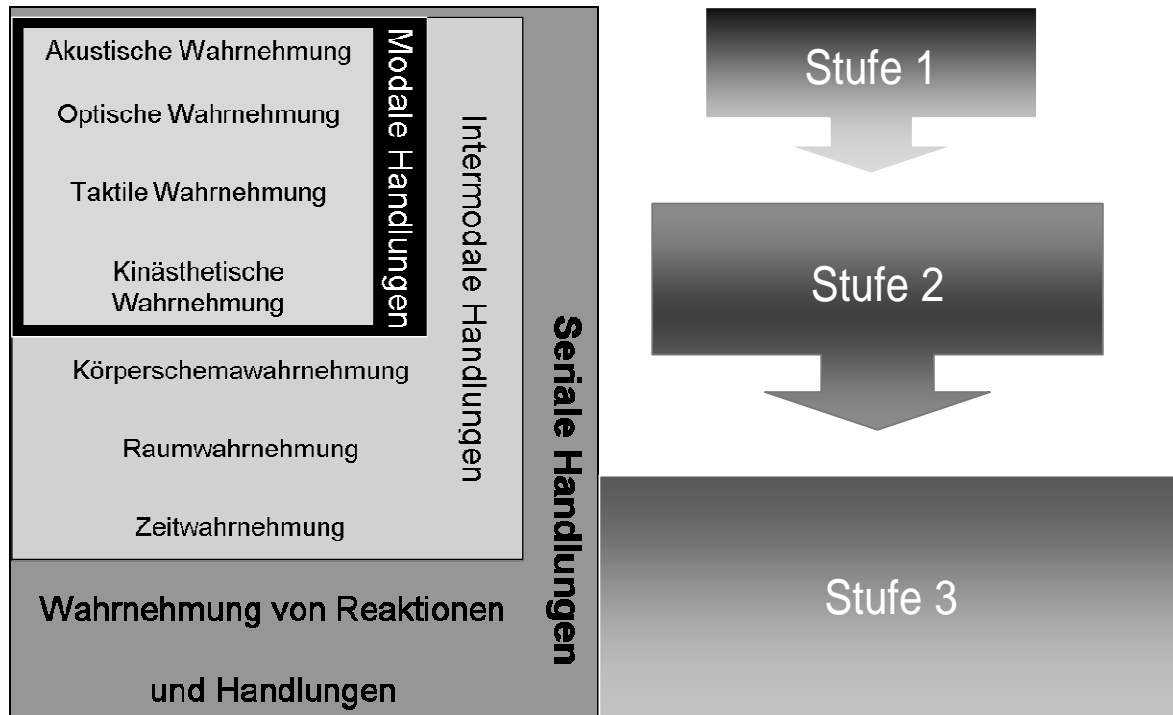 Akustische Wahrnehmung
Optische Wahrnehmung
Taktile Wahrnehmung
Kinästhetische
Wahrnehmung
Modale Handlungen
Körperschemawahrnehmung
Raumwahrnehmung
Zeitwahrnehmung
Intermodale Handlungen
Wahrnehmung von Reaktionen
und Handlungen
Seriale Handlungen
Stufe 1
Stufe 2
Stufe 3